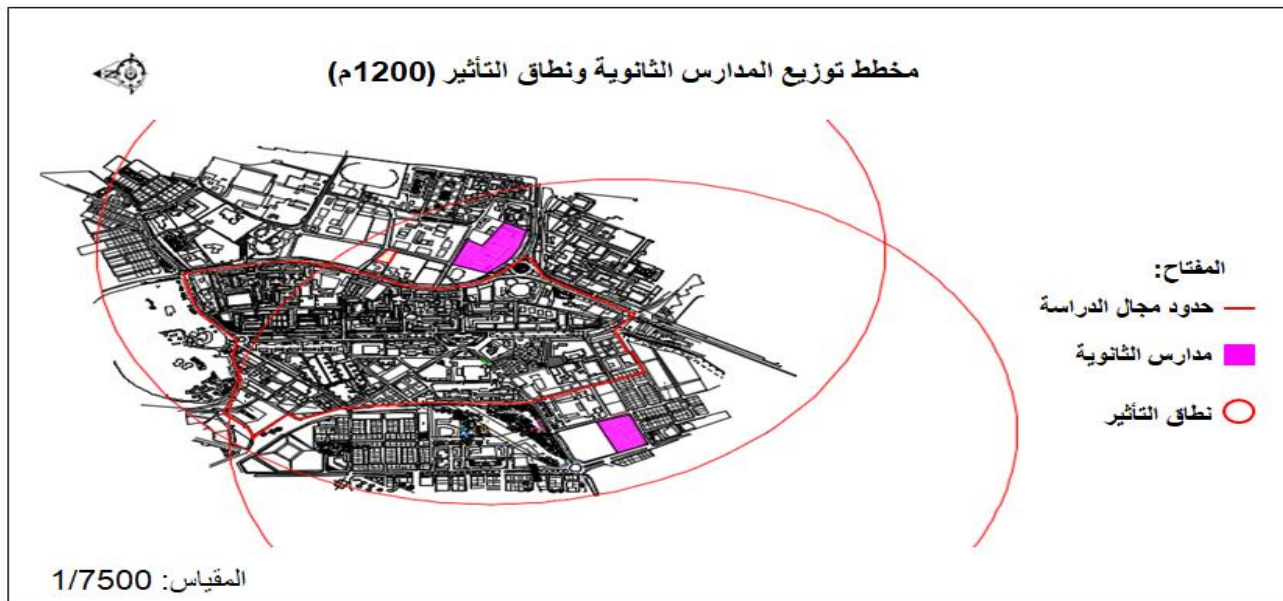 مخطط توزيع المدارس الثانوية ونطاق التأثير (1200م)
المفتاح:
حدود مجال الدراسة
مدارس الثانوية
نطاق التأثير
المقياس: 1/7500